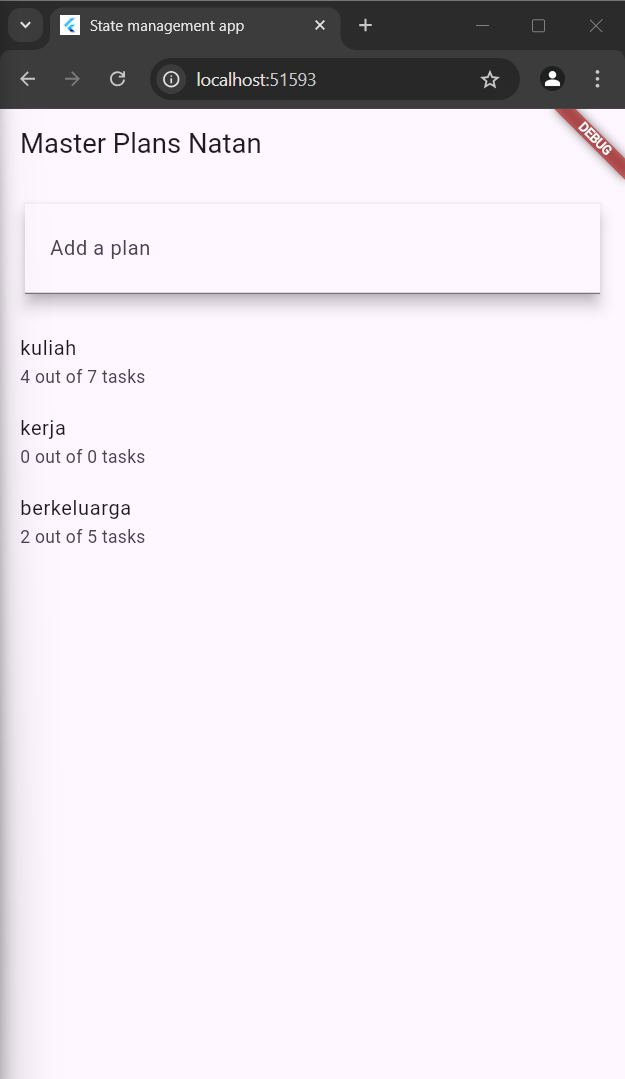 State management app
localhost:51593
DEBUG
Master Plans Natan
Add a plan
kuliah
4 out of 7 tasks
kerja
0 out of 0 tasks
berkeluarga
2 out of 5 tasks